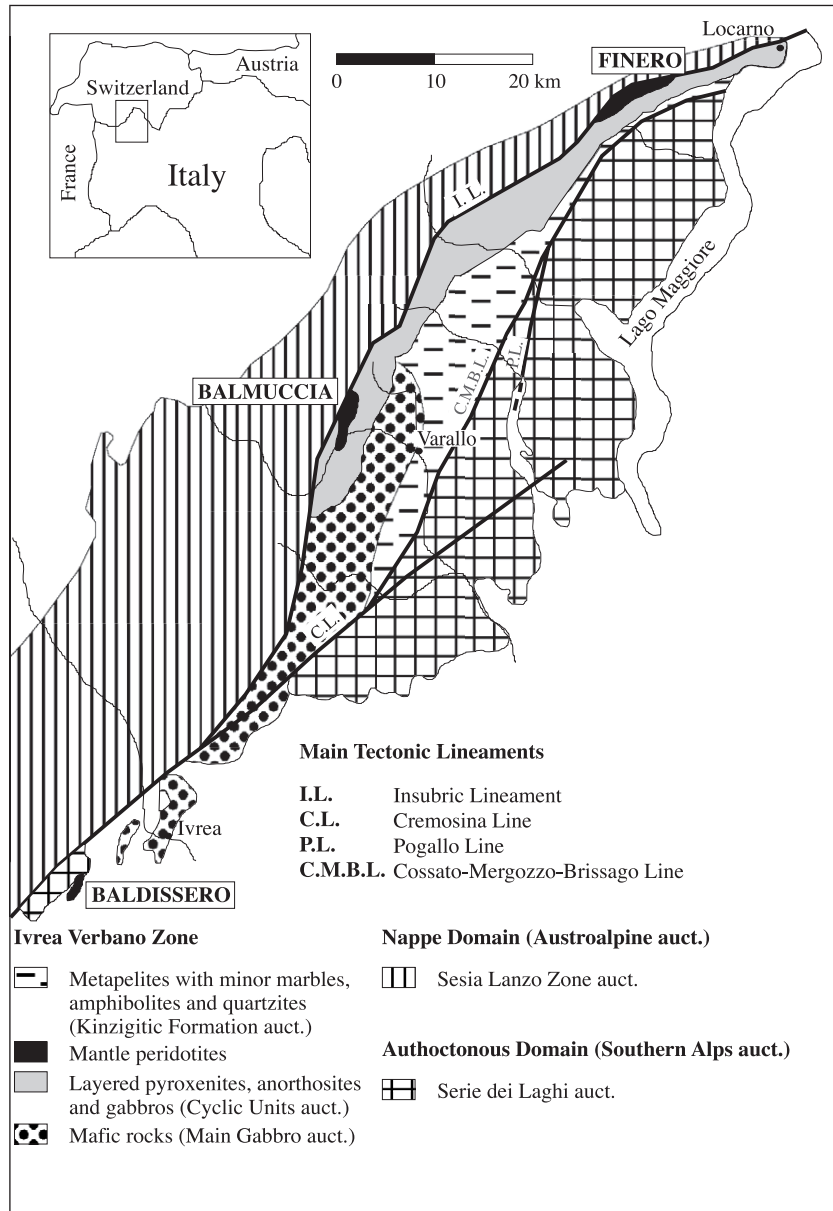 Locarno
FINERO
Austria
Switzerland
France
Italy
0 10 20 km
I.L.
Lago Maggiore
C.M.B.L.
P.L.
BALMUCCIA
Varallo
C.L.
Main Tectonic Lineaments
I.L. Insubric Lineament
C.L. Cremosina Line
P.L. Pogallo Line
C.M.B.L. Cossato-Mergozzo-Brissago Line
Ivrea
BALDISSERO
Ivrea Verbano Zone
Metapelites with minor marbles,
amphibolites and quartzites
(Kinzigitic Formation auct.)
Mantle peridotites
Layered pyroxenites, anorthosites
and gabbros (Cyclic Units auct.)
Mafic rocks (Main Gabbro auct.)
Nappe Domain (Austroalpine auct.)
Sesia Lanzo Zone auct.
Authoctonous Domain (Southern Alps auct.)
Serie dei Laghi auct.